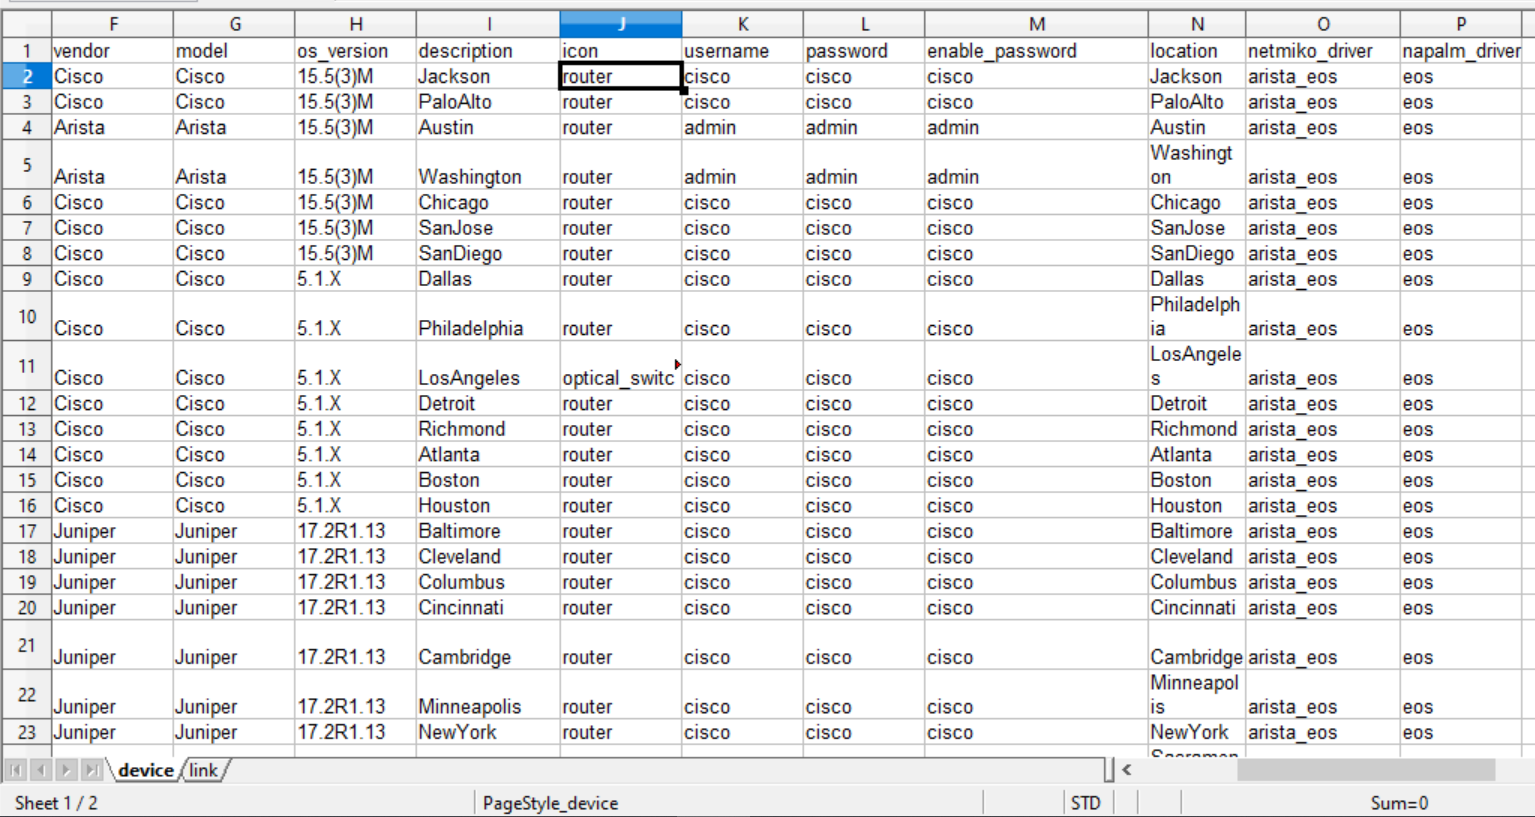 F G H I J K L M N O P
1 vendor model os_version description icon username password enable_password location netmiko_driver napalm_driver
2 Cisco Cisco 15.5(3)M Jackson router cisco cisco cisco Jackson arista_eos eos
3 Cisco Cisco 15.5(3)M PaloAlto router cisco cisco cisco PaloAlto arista_eos eos
4 Arista Arista 15.5(3)M Austin router admin admin admin Austin arista_eos eos
5 Arista Arista 15.5(3)M Washington router admin admin admin Washingt
on arista_eos eos
6 Cisco Cisco 15.5(3)M Chicago router cisco cisco cisco Chicago arista_eos eos
7 Cisco Cisco 15.5(3)M SanJose router cisco cisco cisco SanJose arista_eos eos
8 Cisco Cisco 15.5(3)M SanDiego router cisco cisco cisco SanDiego arista_eos eos
9 Cisco Cisco 5.1.X Dallas router cisco cisco cisco Dallas arista_eos eos
10 Cisco Cisco 5.1.X Philadelphia router cisco cisco cisco Philadelph
ia arista_eos eos
11 Cisco Cisco 5.1.X LosAngeles optical_switc cisco cisco cisco LosAngele
s arista_eos eos
12 Cisco Cisco 5.1.X Detroit router cisco cisco cisco Detroit arista_eos eos
13 Cisco Cisco 5.1.X Richmond router cisco cisco cisco Richmond arista_eos eos
14 Cisco Cisco 5.1.X Atlanta router cisco cisco cisco Atlanta arista_eos eos
15 Cisco Cisco 5.1.X Boston router cisco cisco cisco Boston arista_eos eos
16 Cisco Cisco 5.1.X Houston router cisco cisco cisco Houston arista_eos eos
17 Juniper Juniper 17.2R1.13 Baltimore router cisco cisco cisco Baltimore arista_eos eos
18 Juniper Juniper 17.2R1.13 Cleveland router cisco cisco cisco Cleveland arista_eos eos
19 Juniper Juniper 17.2R1.13 Columbus router cisco cisco cisco Columbus arista_eos eos
20 Juniper Juniper 17.2R1.13 Cincinnati router cisco cisco cisco Cincinnati arista_eos eos
21 Juniper Juniper 17.2R1.13 Cambridge router cisco cisco cisco Cambridge arista_eos eos
22 Juniper Juniper 17.2R1.13 Minneapolis router cisco cisco cisco Minneapol
is arista_eos eos
23 Juniper Juniper 17.2R1.13 NewYork router cisco cisco cisco NewYork arista_eos eos
device link
Sheet 1 / 2 PageStyle_device STD Sum=0